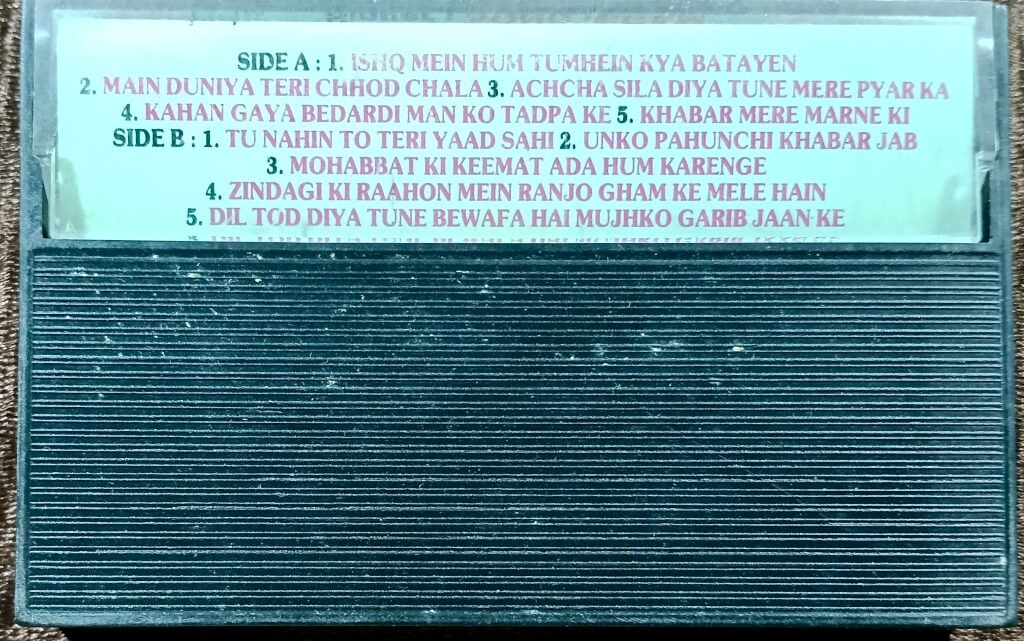 SIDE A : 1. ISHQ MEIN HUM TUMHEIN KYA BATAYEN
2. MAIN DUNIYA TERI CHHOD CHALA 3. ACHCHA SILA DIYA TUNE MERE PYAR KA
4. KAHAN GAYA BEDARDI MAN KO TADPA KE 5. KHABAR MERE MARNE KI
SIDE B : 1. TU NAHIN TO TERI YAAD SAHI 2. UNKO PAHUNCHI KHABAR JAB
3. MOHABBAT KI KEEMAT ADA HUM KARENGE
4. ZINDAGI KI RAAHON MEIN RANJO GHAM KE MELE HAIN
5. DIL TOD DIYA TUNE BEWAFA HAI MUJHKO GARIB JAAN KE